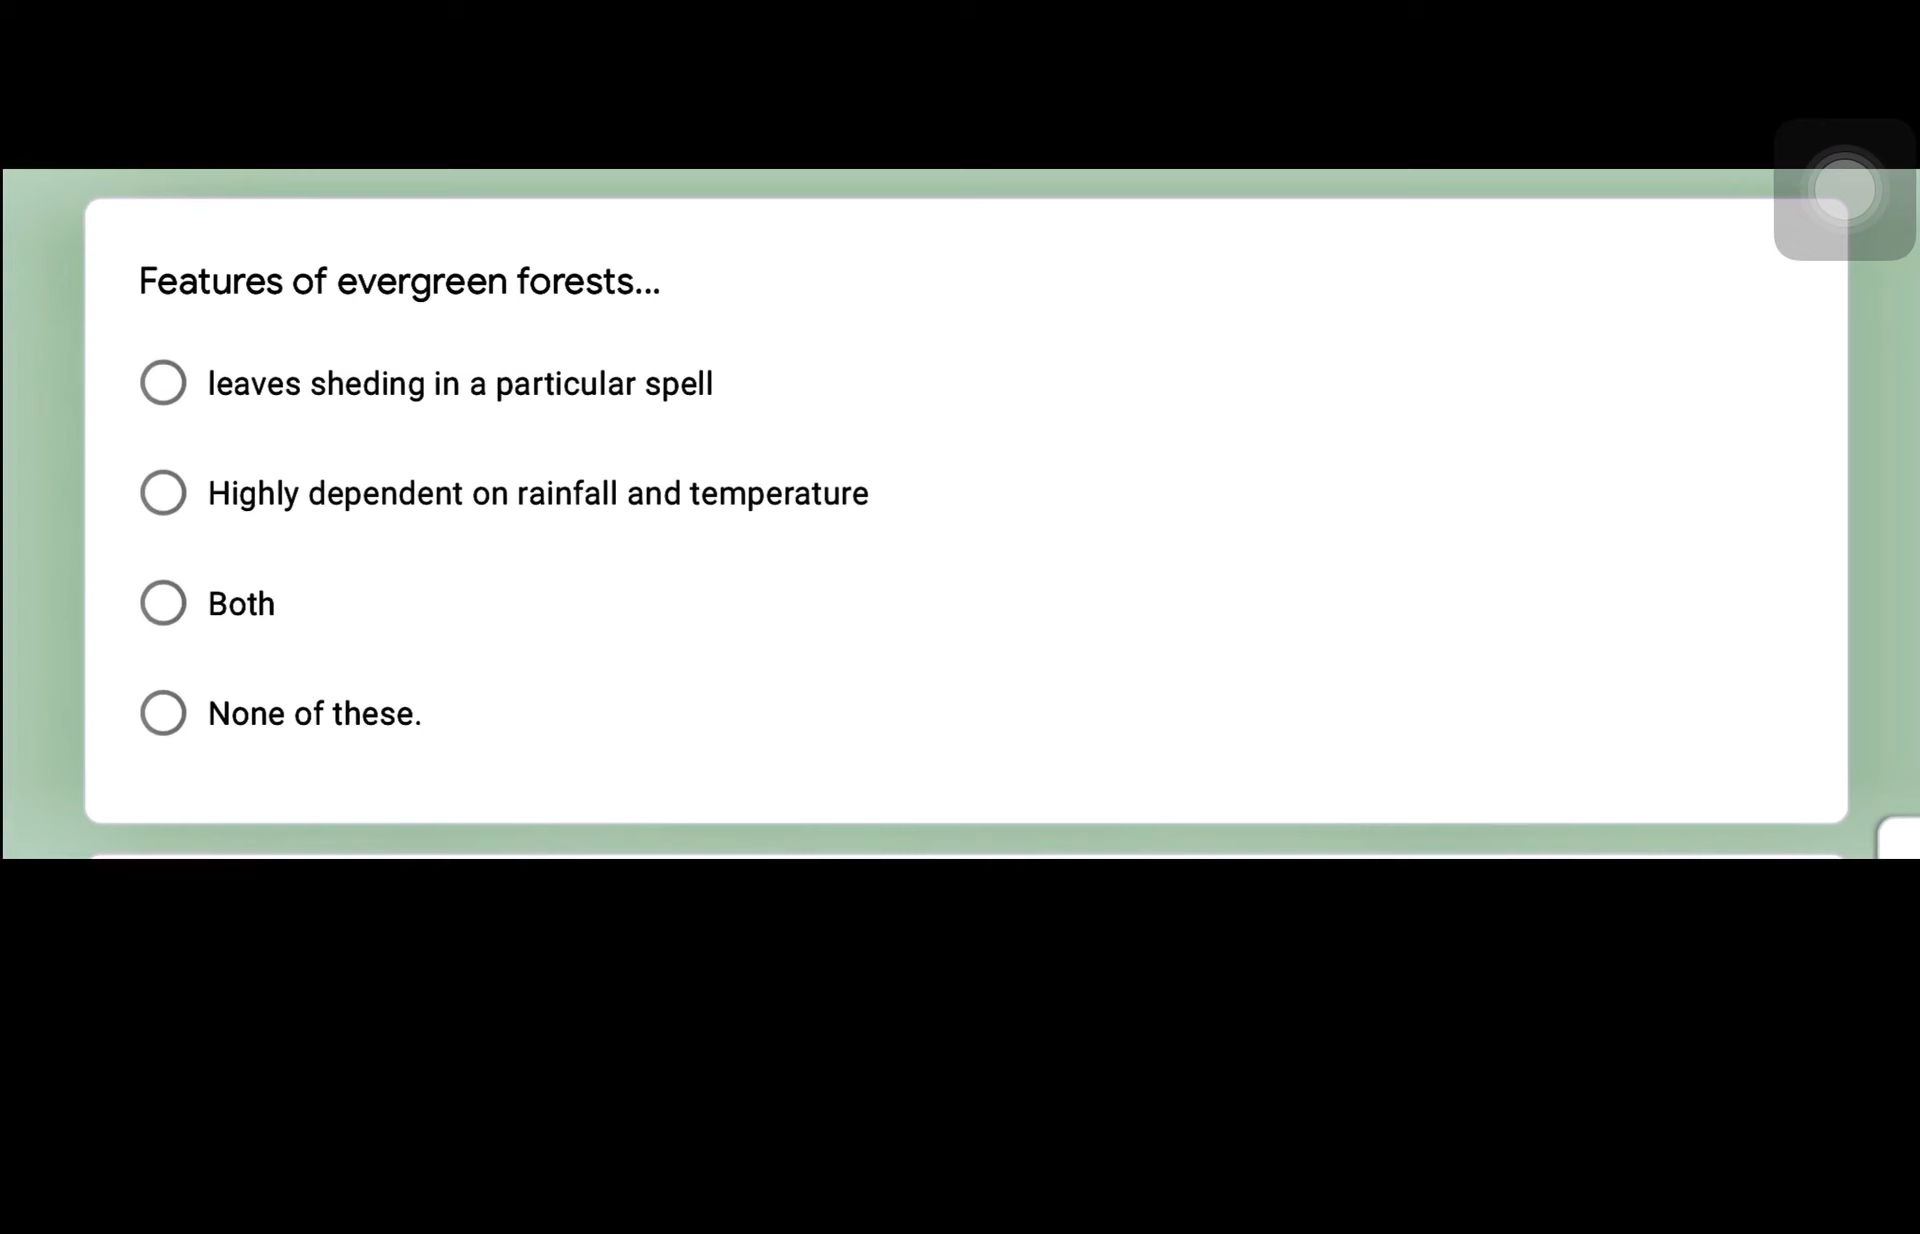 Features of evergreen forests...
leaves sheding in a particular spell
Highly dependent on rainfall and temperature
Both
None of these.